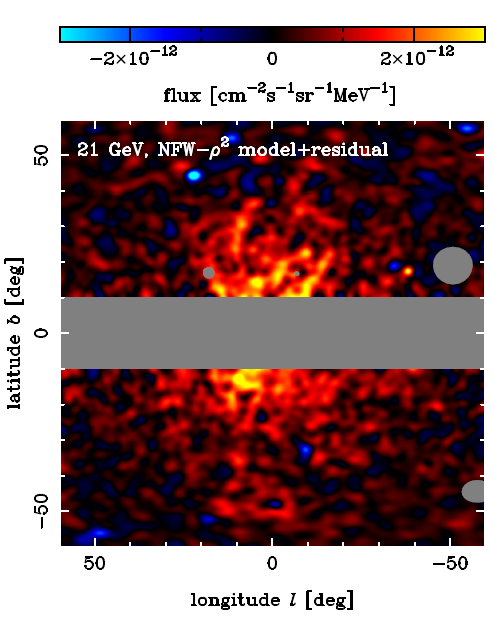 −2×10⁻¹² 0 2×10⁻¹²
flux [cm⁻²s⁻¹sr⁻¹MeV⁻¹]
21 GeV, NFW−ρ² model+residual
50
0
−50
latitude b [deg]
50 0 −50
longitude l [deg]